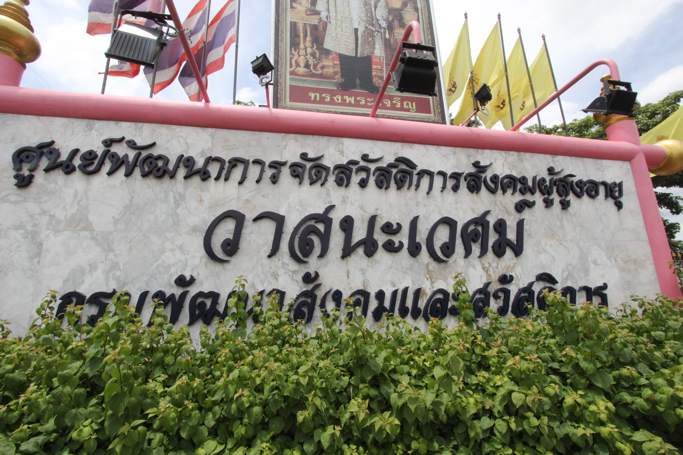 ทรงพระเจริญ
ศูนย์พัฒนาการจัดสวัสดิการสังคมผู้สูงอายุ
วาสนะเวศม์
กรมพัฒนาสังคมและสวัสดิการ